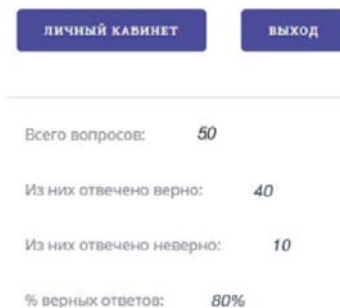 ЛИЧНЫЙ КАБИНЕТ ВЫХОД
Всего вопросов: 50
Из них отвечено верно: 40
Из них отвечено неверно: 10
% верных ответов: 80%